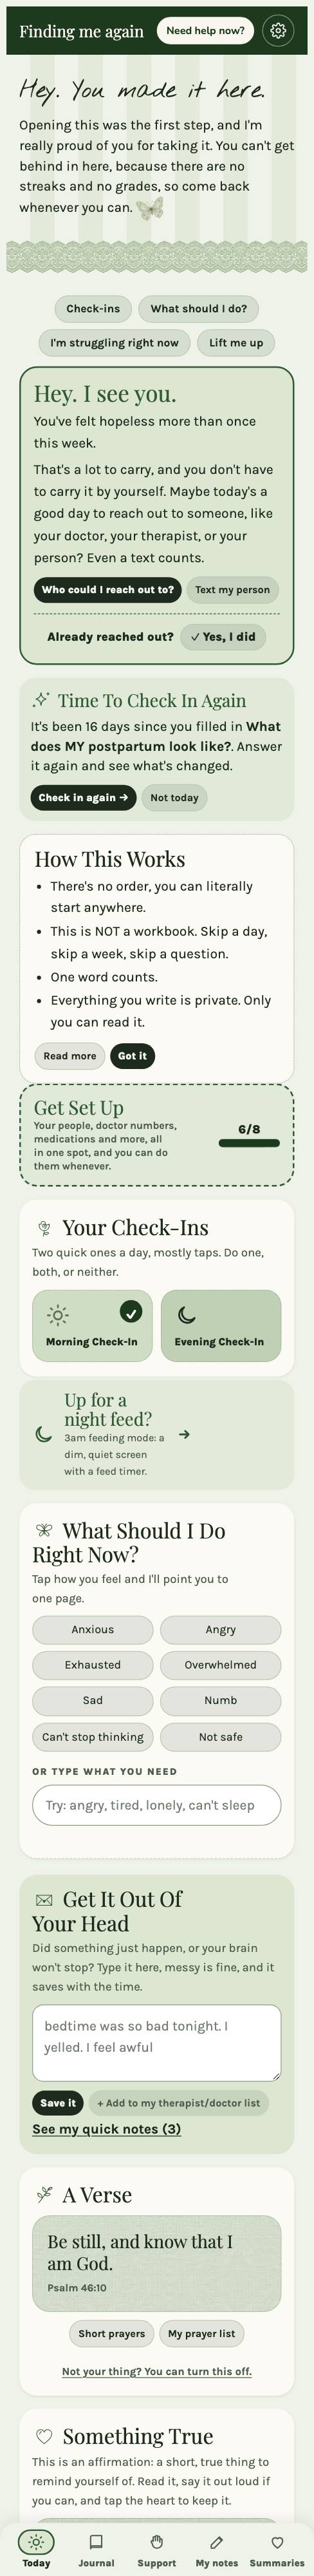 Finding me again
Need help now?
Hey. You made it here.
Opening this was the first step, and I'm
really proud of you for taking it. You can't get
behind in here, because there are no
streaks and no grades, so come back
whenever you can.
Check-ins
What should I do?
I'm struggling right now
Lift me up
Hey. I see you.
You've felt hopeless more than once
this week.
That's a lot to carry, and you don't have
to carry it by yourself. Maybe today's a
good day to reach out to someone, like
your doctor, your therapist, or your
person? Even a text counts.
Who could I reach out to?
Text my person
Already reached out?
✓ Yes, I did
Time To Check In Again
It's been 16 days since you filled in What
does MY postpartum look like?. Answer
it again and see what's changed.
Check in again →
Not today
How This Works
• There's no order, you can literally
start anywhere.
• This is NOT a workbook. Skip a day,
skip a week, skip a question.
• One word counts.
• Everything you write is private. Only
you can read it.
Read more
Got it
Get Set Up
Your people, doctor numbers,
medications and more, all
in one spot, and you can do
them whenever.
6/8
Your Check-Ins
Two quick ones a day, mostly taps. Do one,
both, or neither.
Morning Check-In
Evening Check-In
Up for a
night feed?
3am feeding mode: a
dim, quiet screen
with a feed timer.
→
What Should I Do
Right Now?
Tap how you feel and I'll point you to
one page.
Anxious
Angry
Exhausted
Overwhelmed
Sad
Numb
Can't stop thinking
Not safe
OR TYPE WHAT YOU NEED
Try: angry, tired, lonely, can't sleep
Get It Out Of
Your Head
Did something just happen, or your brain
won't stop? Type it here, messy is fine, and it
saves with the time.
bedtime was so bad tonight. I
yelled. I feel awful
Save it
+ Add to my therapist/doctor list
See my quick notes (3)
A Verse
Be still, and know that I
am God.
Psalm 46:10
Short prayers
My prayer list
Not your thing? You can turn this off.
Something True
This is an affirmation: a short, true thing to
remind yourself of. Read it, say it out loud if
you can, and tap the heart to keep it.
Today
Journal
Support
My notes
Summaries